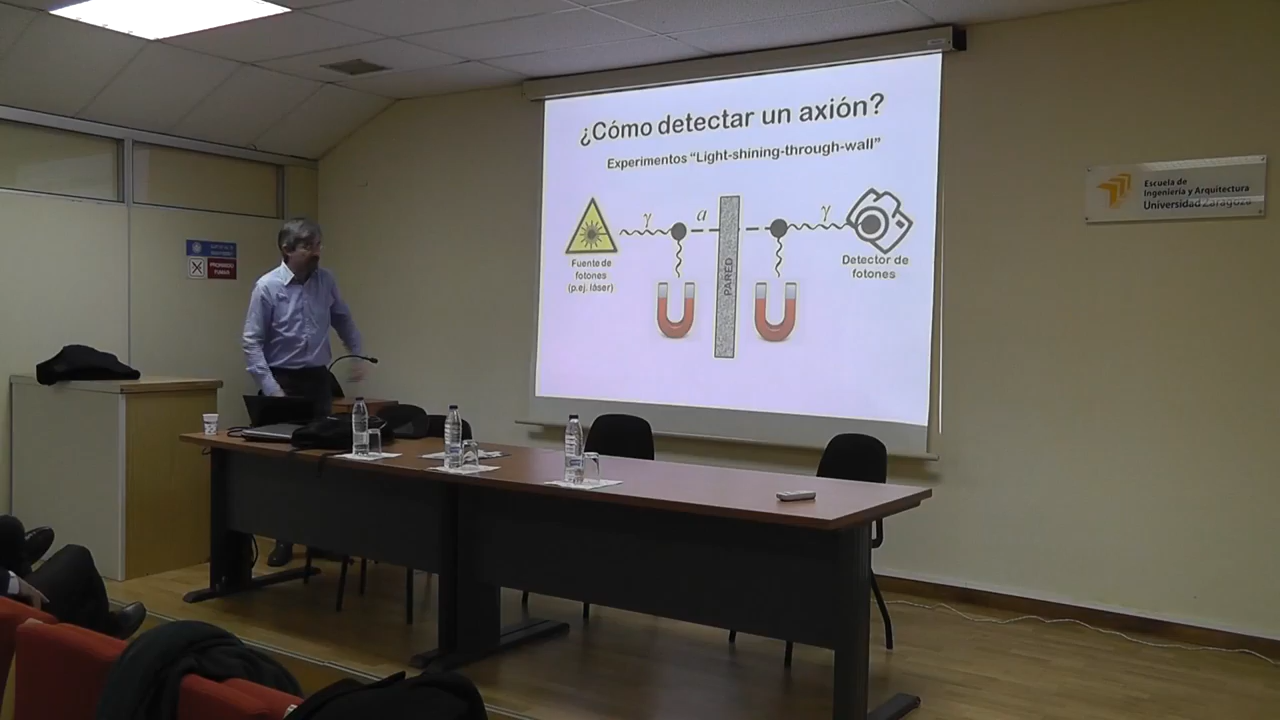 ¿Cómo detectar un axión?
Experimentos “Light-shining-through-wall”
γ
a
γ
Fuente de
fotones
(p.ej. láser)
PARED
Detector de
fotones
Escuela de
Ingeniería y Arquitectura
Universidad Zaragoza
PROHIBIDO
FUMAR